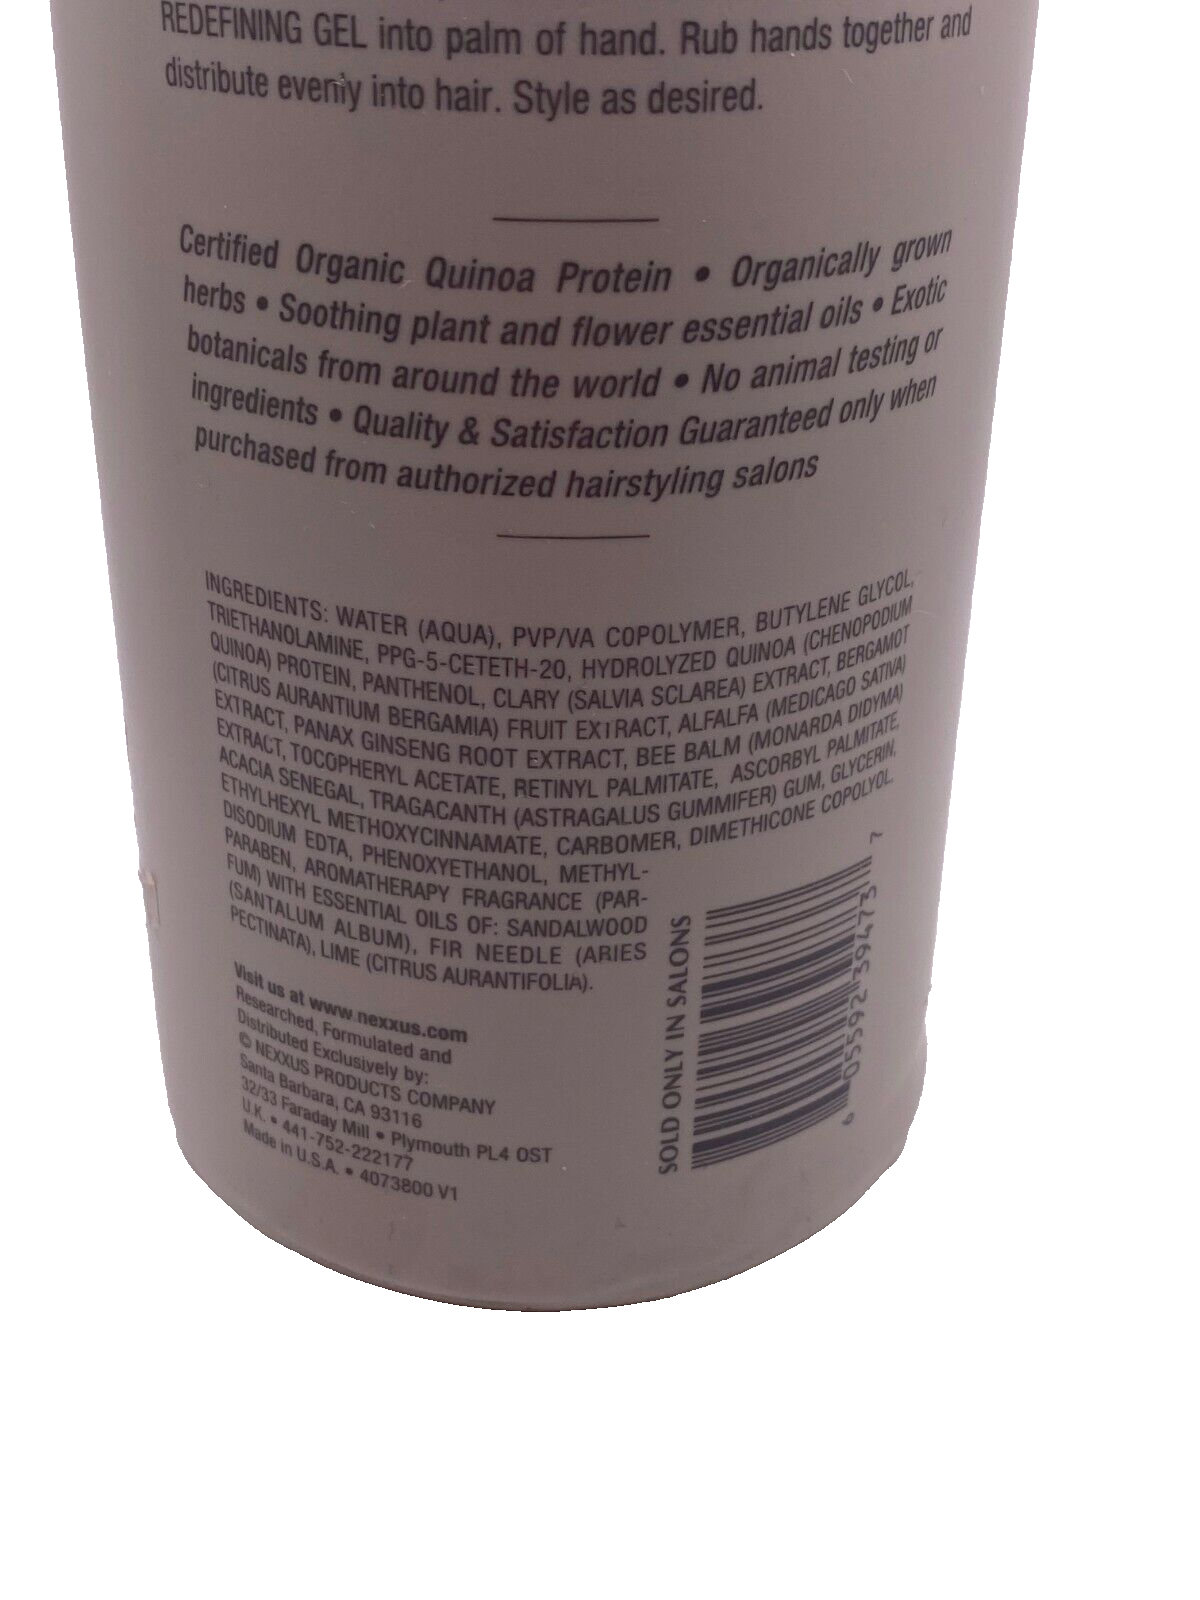 REDEFINING GEL into palm of hand. Rub hands together and
distribute evenly into hair. Style as desired.
Certified Organic Quinoa Protein • Organically grown
herbs • Soothing plant and flower essential oils • Exotic
botanicals from around the world • No animal testing or
ingredients • Quality & Satisfaction Guaranteed only when
purchased from authorized hairstyling salons
INGREDIENTS: WATER (AQUA), PVP/VA COPOLYMER, BUTYLENE GLYCOL,
TRIETHANOLAMINE, PPG-5-CETETH-20, HYDROLYZED QUINOA (CHENOPODIUM
QUINOA) PROTEIN, PANTHENOL, CLARY (SALVIA SCLAREA) EXTRACT, BERGAMOT
(CITRUS AURANTIUM BERGAMIA) FRUIT EXTRACT, ALFALFA (MEDICAGO SATIVA)
EXTRACT, PANAX GINSENG ROOT EXTRACT, BEE BALM (MONARDA DIDYMA)
EXTRACT, TOCOPHERYL ACETATE, RETINYL PALMITATE, ASCORBYL PALMITATE,
ACACIA SENEGAL, TRAGACANTH (ASTRAGALUS GUMMIFER) GUM, GLYCERIN,
ETHYLHEXYL METHOXYCINNAMATE, CARBOMER, DIMETHICONE COPOLYOL,
DISODIUM EDTA, PHENOXYETHANOL, METHYL-
PARABEN, AROMATHERAPY FRAGRANCE (PAR-
FUM) WITH ESSENTIAL OILS OF: SANDALWOOD
(SANTALUM ALBUM), FIR NEEDLE (ARIES
PECTINATA), LIME (CITRUS AURANTIFOLIA).
Visit us at www.nexxus.com
Researched, Formulated and
Distributed Exclusively by:
© NEXXUS PRODUCTS COMPANY
Santa Barbara, CA 93116
32/33 Faraday Mill • Plymouth PL4 OST
U.K. • 441-752-222177
Made in U.S.A. • 4073800 V1
SOLD ONLY IN SALONS
6 05592 39473 7